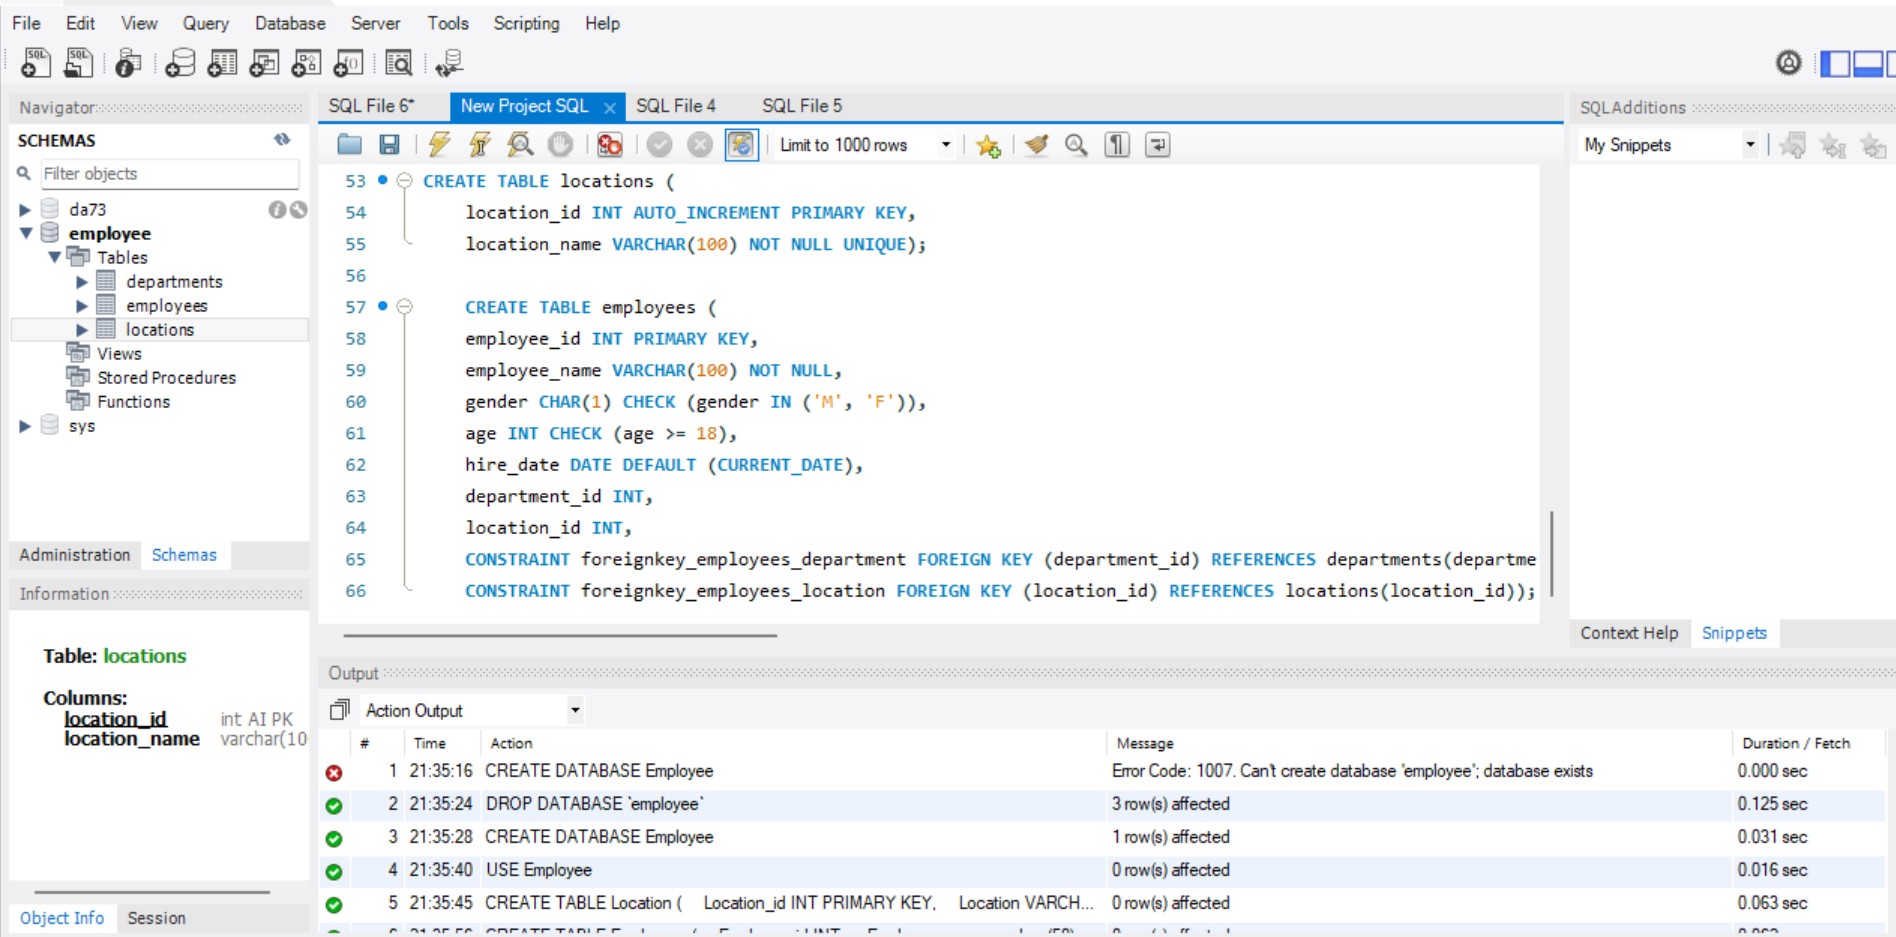 File Edit View Query Database Server Tools Scripting Help
Navigator
SCHEMAS
Filter objects
da73
employee
Tables
departments
employees
locations
Views
Stored Procedures
Functions
sys
Administration Schemas
Information
Table: locations
Columns:
location_id int AI PK
location_name varchar(10
Object Info Session
SQL File 6* New Project SQL × SQL File 4 SQL File 5
Limit to 1000 rows
53 CREATE TABLE locations (
54 location_id INT AUTO_INCREMENT PRIMARY KEY,
55 location_name VARCHAR(100) NOT NULL UNIQUE);
56
57 CREATE TABLE employees (
58 employee_id INT PRIMARY KEY,
59 employee_name VARCHAR(100) NOT NULL,
60 gender CHAR(1) CHECK (gender IN ('M', 'F')),
61 age INT CHECK (age >= 18),
62 hire_date DATE DEFAULT (CURRENT_DATE),
63 department_id INT,
64 location_id INT,
65 CONSTRAINT foreignkey_employees_department FOREIGN KEY (department_id) REFERENCES departments(departme
66 CONSTRAINT foreignkey_employees_location FOREIGN KEY (location_id) REFERENCES locations(location_id));
SQLAdditions
My Snippets
Context Help Snippets
Output
Action Output
# Time Action Message Duration / Fetch
1 21:35:16 CREATE DATABASE Employee Error Code: 1007. Can't create database 'employee'; database exists 0.000 sec
2 21:35:24 DROP DATABASE `employee` 3 row(s) affected 0.125 sec
3 21:35:28 CREATE DATABASE Employee 1 row(s) affected 0.031 sec
4 21:35:40 USE Employee 0 row(s) affected 0.016 sec
5 21:35:45 CREATE TABLE Location ( Location_id INT PRIMARY KEY, Location VARCH... 0 row(s) affected 0.063 sec